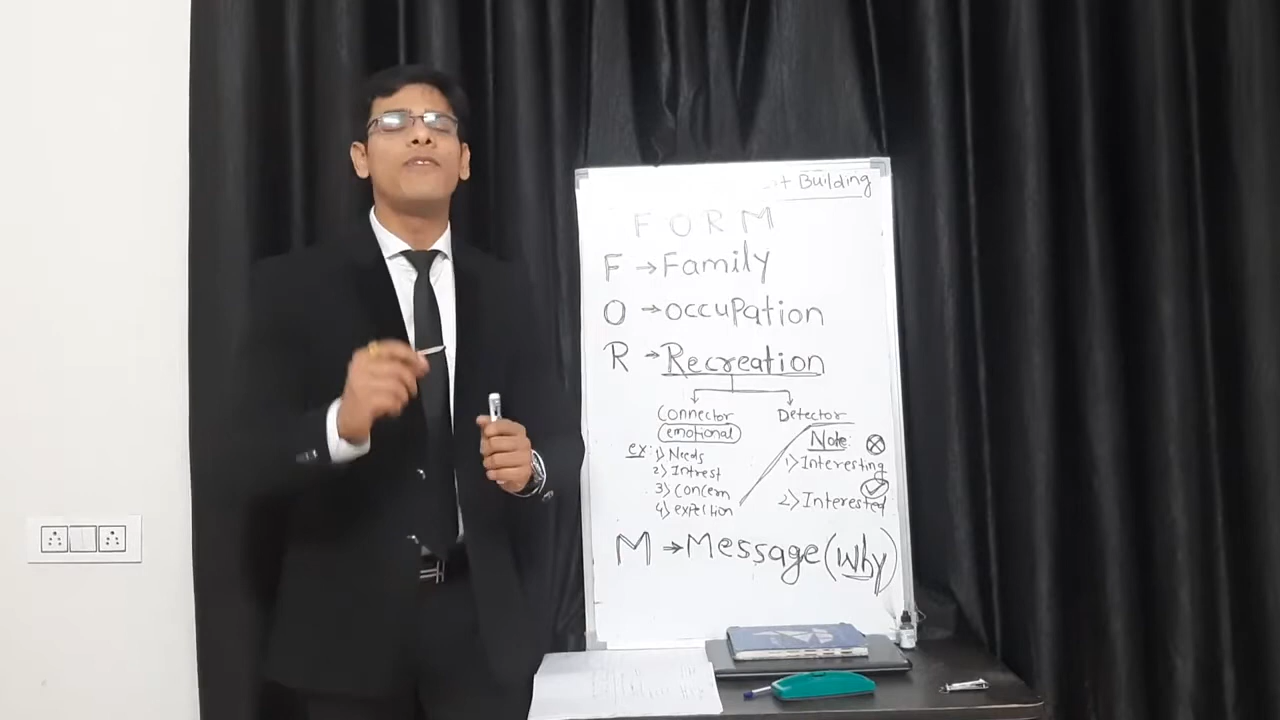 Building
F O R M
F → Family
O → occupation
R → Recreation
Connector Detector
emotional
Note:
ex: 1) Needs
2) Intrest
3) Concern
4) expection
1) Interesting
2) Interested
M → Message (why)